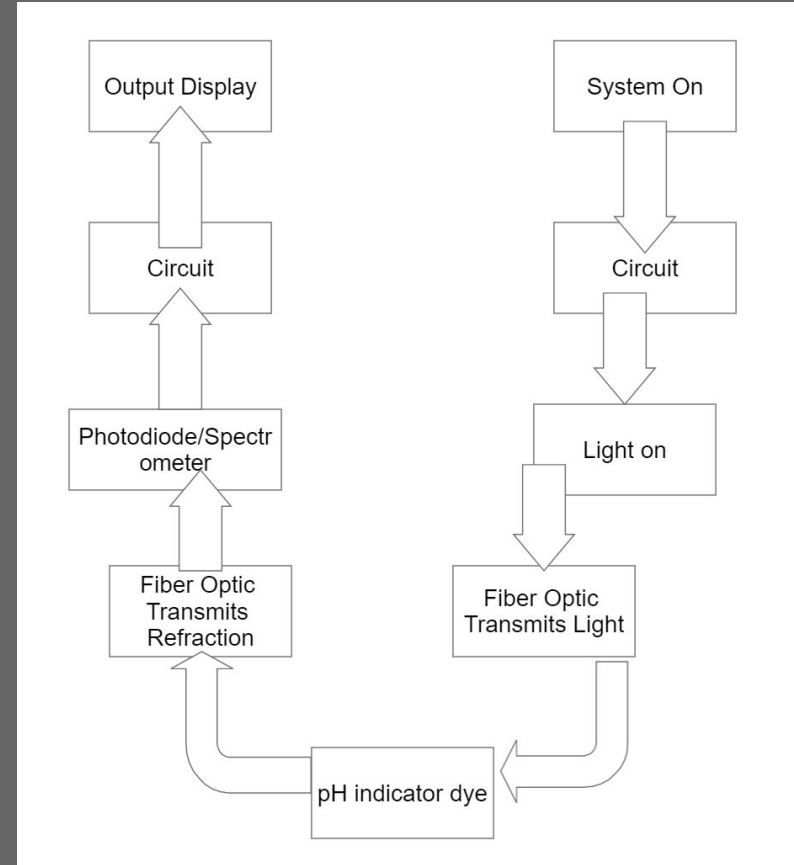 Output Display
System On
Circuit
Circuit
Photodiode/Spectr
ometer
Light on
Fiber Optic
Transmits
Refraction
Fiber Optic
Transmits Light
pH indicator dye